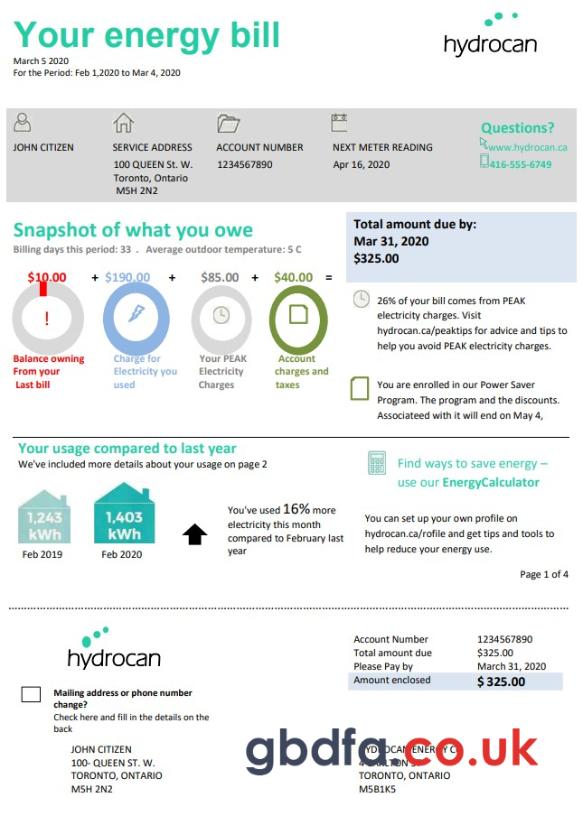 Your energy bill
March 5 2020
For the Period: Feb 1,2020 to Mar 4, 2020
hydrocan
JOHN CITIZEN
SERVICE ADDRESS
100 QUEEN St. W.
Toronto, Ontario
M5H 2N2
ACCOUNT NUMBER
1234567890
NEXT METER READING
Apr 16, 2020
Questions?
www.hydrocan.ca
416-555-6749
Snapshot of what you owe
Billing days this period: 33 . Average outdoor temperature: 5 C
$10.00 + $190.00 + $85.00 + $40.00 =
!
Balance owning
From your
Last bill
Charge for
Electricity you
used
Your PEAK
Electricity
Charges
Account
charges and
taxes
Total amount due by:
Mar 31, 2020
$325.00
26% of your bill comes from PEAK
electricity charges. Visit
hydrocan.ca/peaktips for advice and tips to
help you avoid PEAK electricity charges.
You are enrolled in our Power Saver
Program. The program and the discounts.
Associateed with it will end on May 4,
Your usage compared to last year
We've included more details about your usage on page 2
1,243
kWh
Feb 2019
1,403
kWh
Feb 2020
You've used 16% more
electricity this month
compared to February last
year
Find ways to save energy –
use our EnergyCalculator
You can set up your own profile on
hydrocan.ca/rofile and get tips and tools to
help reduce your energy use.
Page 1 of 4
hydrocan
Account Number 1234567890
Total amount due $325.00
Please Pay by March 31, 2020
Amount enclosed $ 325.00
Mailing address or phone number
change?
Check here and fill in the details on the
back
JOHN CITIZEN
100- QUEEN ST. W.
TORONTO, ONTARIO
M5H 2N2
gbdfa.co.uk
TORONTO, ONTARIO
M5B1K5